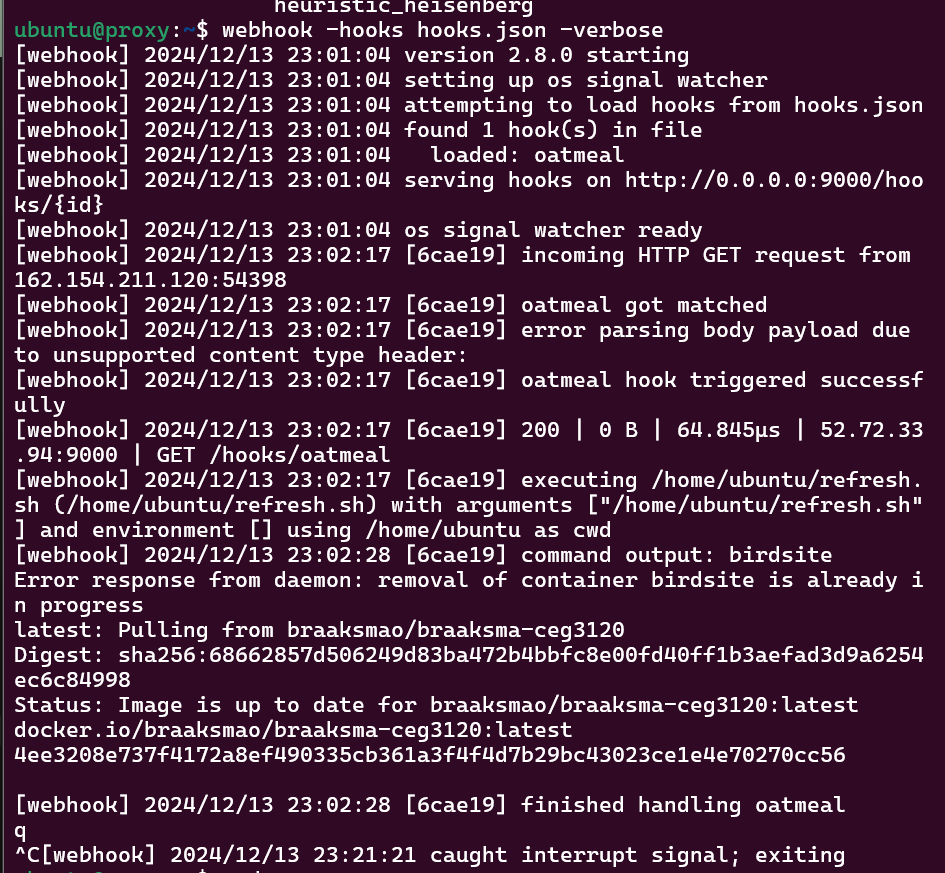 heuristic_heisenberg
ubuntu@proxy:~$ webhook -hooks hooks.json -verbose
[webhook] 2024/12/13 23:01:04 version 2.8.0 starting
[webhook] 2024/12/13 23:01:04 setting up os signal watcher
[webhook] 2024/12/13 23:01:04 attempting to load hooks from hooks.json
[webhook] 2024/12/13 23:01:04 found 1 hook(s) in file
[webhook] 2024/12/13 23:01:04   loaded: oatmeal
[webhook] 2024/12/13 23:01:04 serving hooks on http://0.0.0.0:9000/hoo
ks/{id}
[webhook] 2024/12/13 23:01:04 os signal watcher ready
[webhook] 2024/12/13 23:02:17 [6cae19] incoming HTTP GET request from
162.154.211.120:54398
[webhook] 2024/12/13 23:02:17 [6cae19] oatmeal got matched
[webhook] 2024/12/13 23:02:17 [6cae19] error parsing body payload due
to unsupported content type header:
[webhook] 2024/12/13 23:02:17 [6cae19] oatmeal hook triggered successf
ully
[webhook] 2024/12/13 23:02:17 [6cae19] 200 | 0 B | 64.845µs | 52.72.33
.94:9000 | GET /hooks/oatmeal
[webhook] 2024/12/13 23:02:17 [6cae19] executing /home/ubuntu/refresh.
sh (/home/ubuntu/refresh.sh) with arguments ["/home/ubuntu/refresh.sh"
] and environment [] using /home/ubuntu as cwd
[webhook] 2024/12/13 23:02:28 [6cae19] command output: birdsite
Error response from daemon: removal of container birdsite is already i
n progress
latest: Pulling from braaksmao/braaksma-ceg3120
Digest: sha256:68662857d506249d83ba472b4bbfc8e00fd40ff1b3aefad3d9a6254
ec6c84998
Status: Image is up to date for braaksmao/braaksma-ceg3120:latest
docker.io/braaksmao/braaksma-ceg3120:latest
4ee3208e737f4172a8ef490335cb361a3f4f4d7b29bc43023ce1e4e70270cc56
[webhook] 2024/12/13 23:02:28 [6cae19] finished handling oatmeal
q
^C[webhook] 2024/12/13 23:21:21 caught interrupt signal; exiting